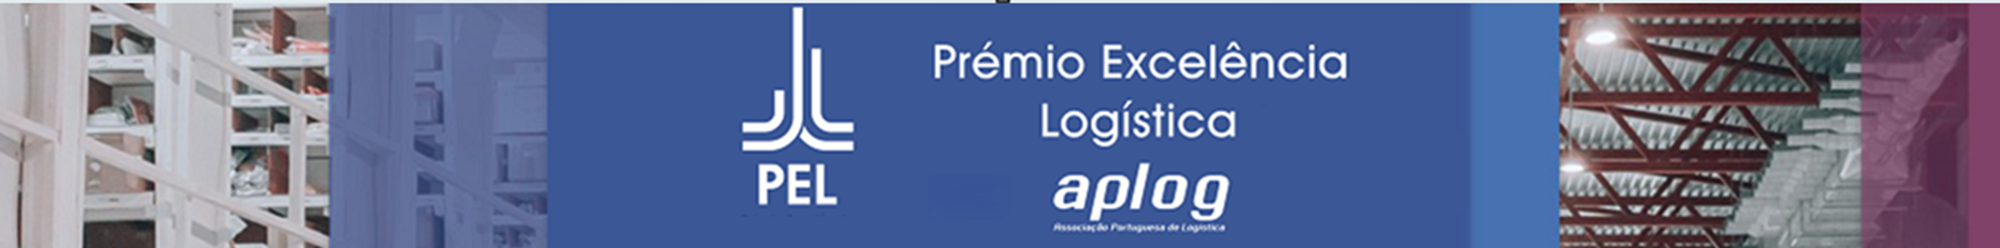 PEL
Prémio Excelência
Logística
aplog
Associação Portuguesa de Logística